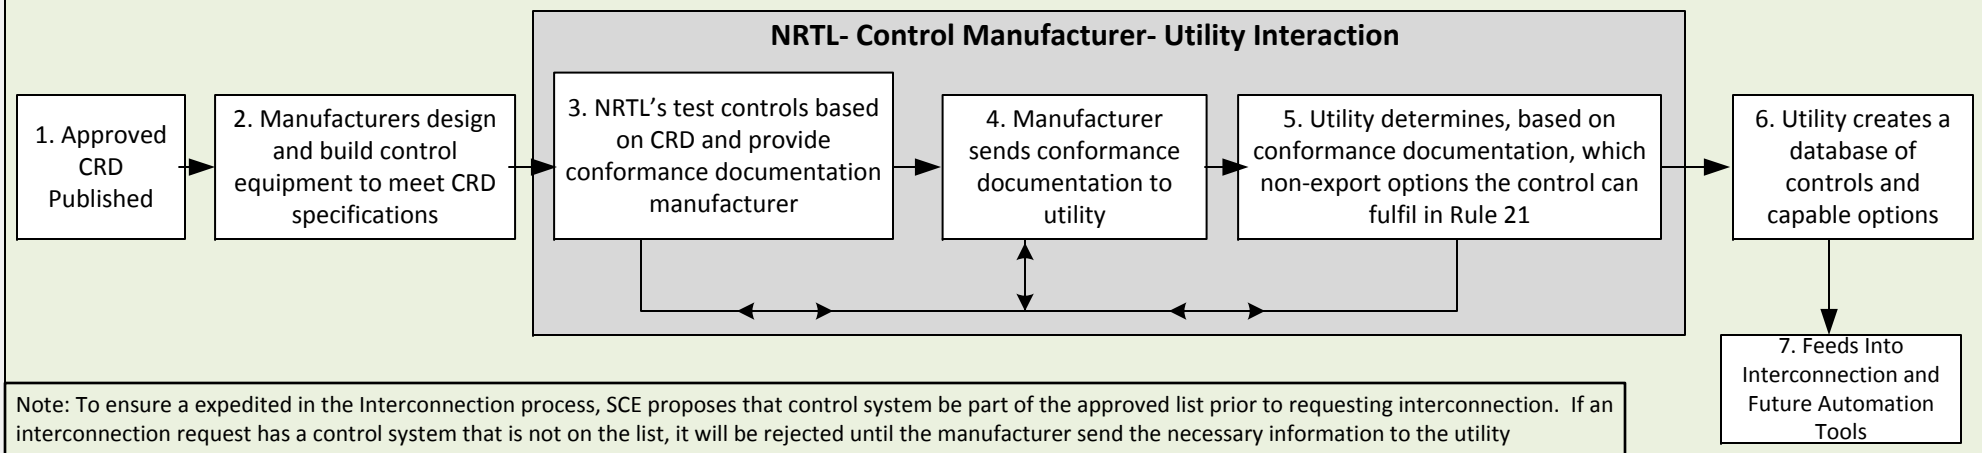 NRTL- Control Manufacturer- Utility Interaction
1. Approved
CRD
Published
2. Manufacturers design
and build control
equipment to meet CRD
specifications
3. NRTL’s test controls based
on CRD and provide
conformance documentation
manufacturer
4. Manufacturer
sends conformance
documentation to
utility
5. Utility determines, based on
conformance documentation, which
non-export options the control can
fulfil in Rule 21
6. Utility creates a
database of
controls and
capable options
7. Feeds Into
Interconnection and
Future Automation
Tools
Note: To ensure a expedited in the Interconnection process, SCE proposes that control system be part of the approved list prior to requesting interconnection.  If an
interconnection request has a control system that is not on the list, it will be rejected until the manufacturer send the necessary information to the utility